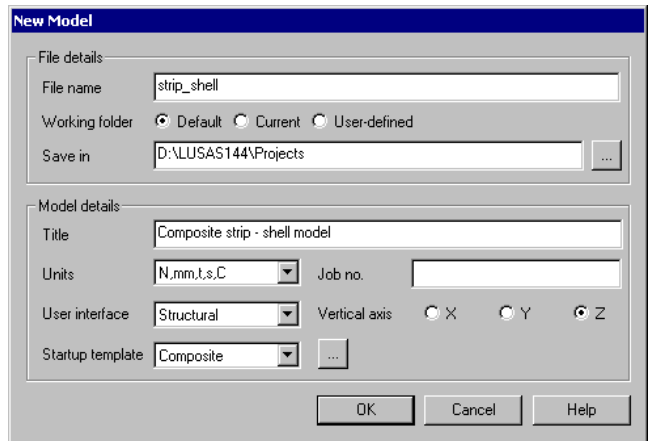 New Model
File details
File name strip_shell
Working folder Default Current User-defined
Save in D:\LUSAS144\Projects ...
Model details
Title Composite strip - shell model
Units N,mm,t,s,C Job no.
User interface Structural Vertical axis X Y Z
Startup template Composite ...
OK Cancel Help